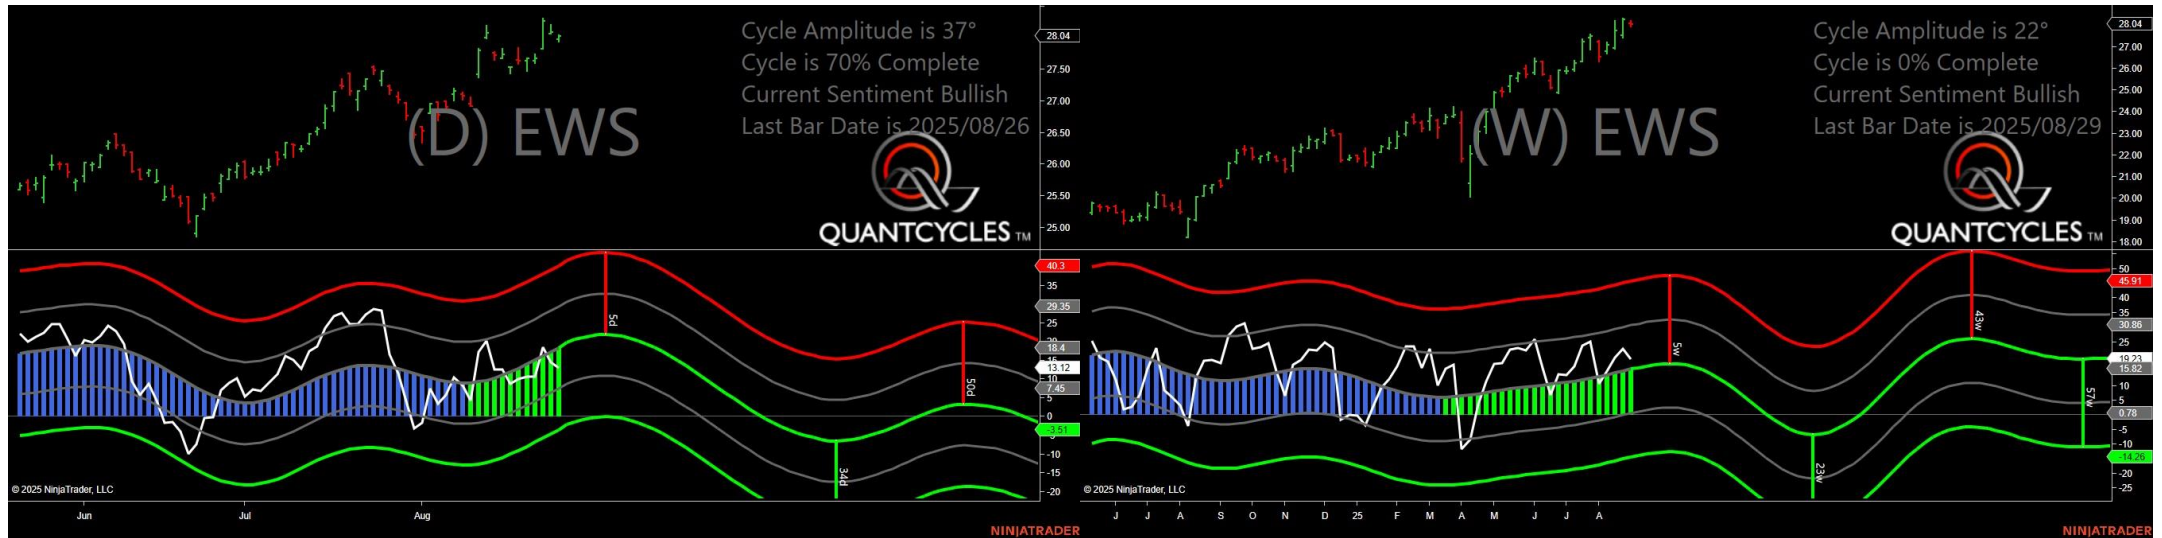 Cycle Amplitude is 37°
Cycle is 70% Complete
Current Sentiment Bullish
Last Bar Date is 2025/08/26
(D) EWS
QUANTCYCLES TM
28.04
27.50
27.00
26.50
26.00
25.50
25.00
40.3
35
29.35
25
18.4
13.12
7.45
5
0
-3.51
-10
-15
-20
5d
34d
50d
© 2025 NinjaTrader, LLC
Jun Jul Aug
NINJATRADER
Cycle Amplitude is 22°
Cycle is 0% Complete
Current Sentiment Bullish
Last Bar Date is 2025/08/29
(W) EWS
QUANTCYCLES TM
28.04
27.00
26.00
25.00
24.00
23.00
22.00
21.00
20.00
19.00
18.00
50
45.91
40
35
30.86
25
19.23
15.82
10
5
0.78
-5
-10
-14.26
-20
-25
5w
23w
43w
57w
© 2025 NinjaTrader, LLC
J J A S O N D 25 F M A M J J A
NINJATRADER